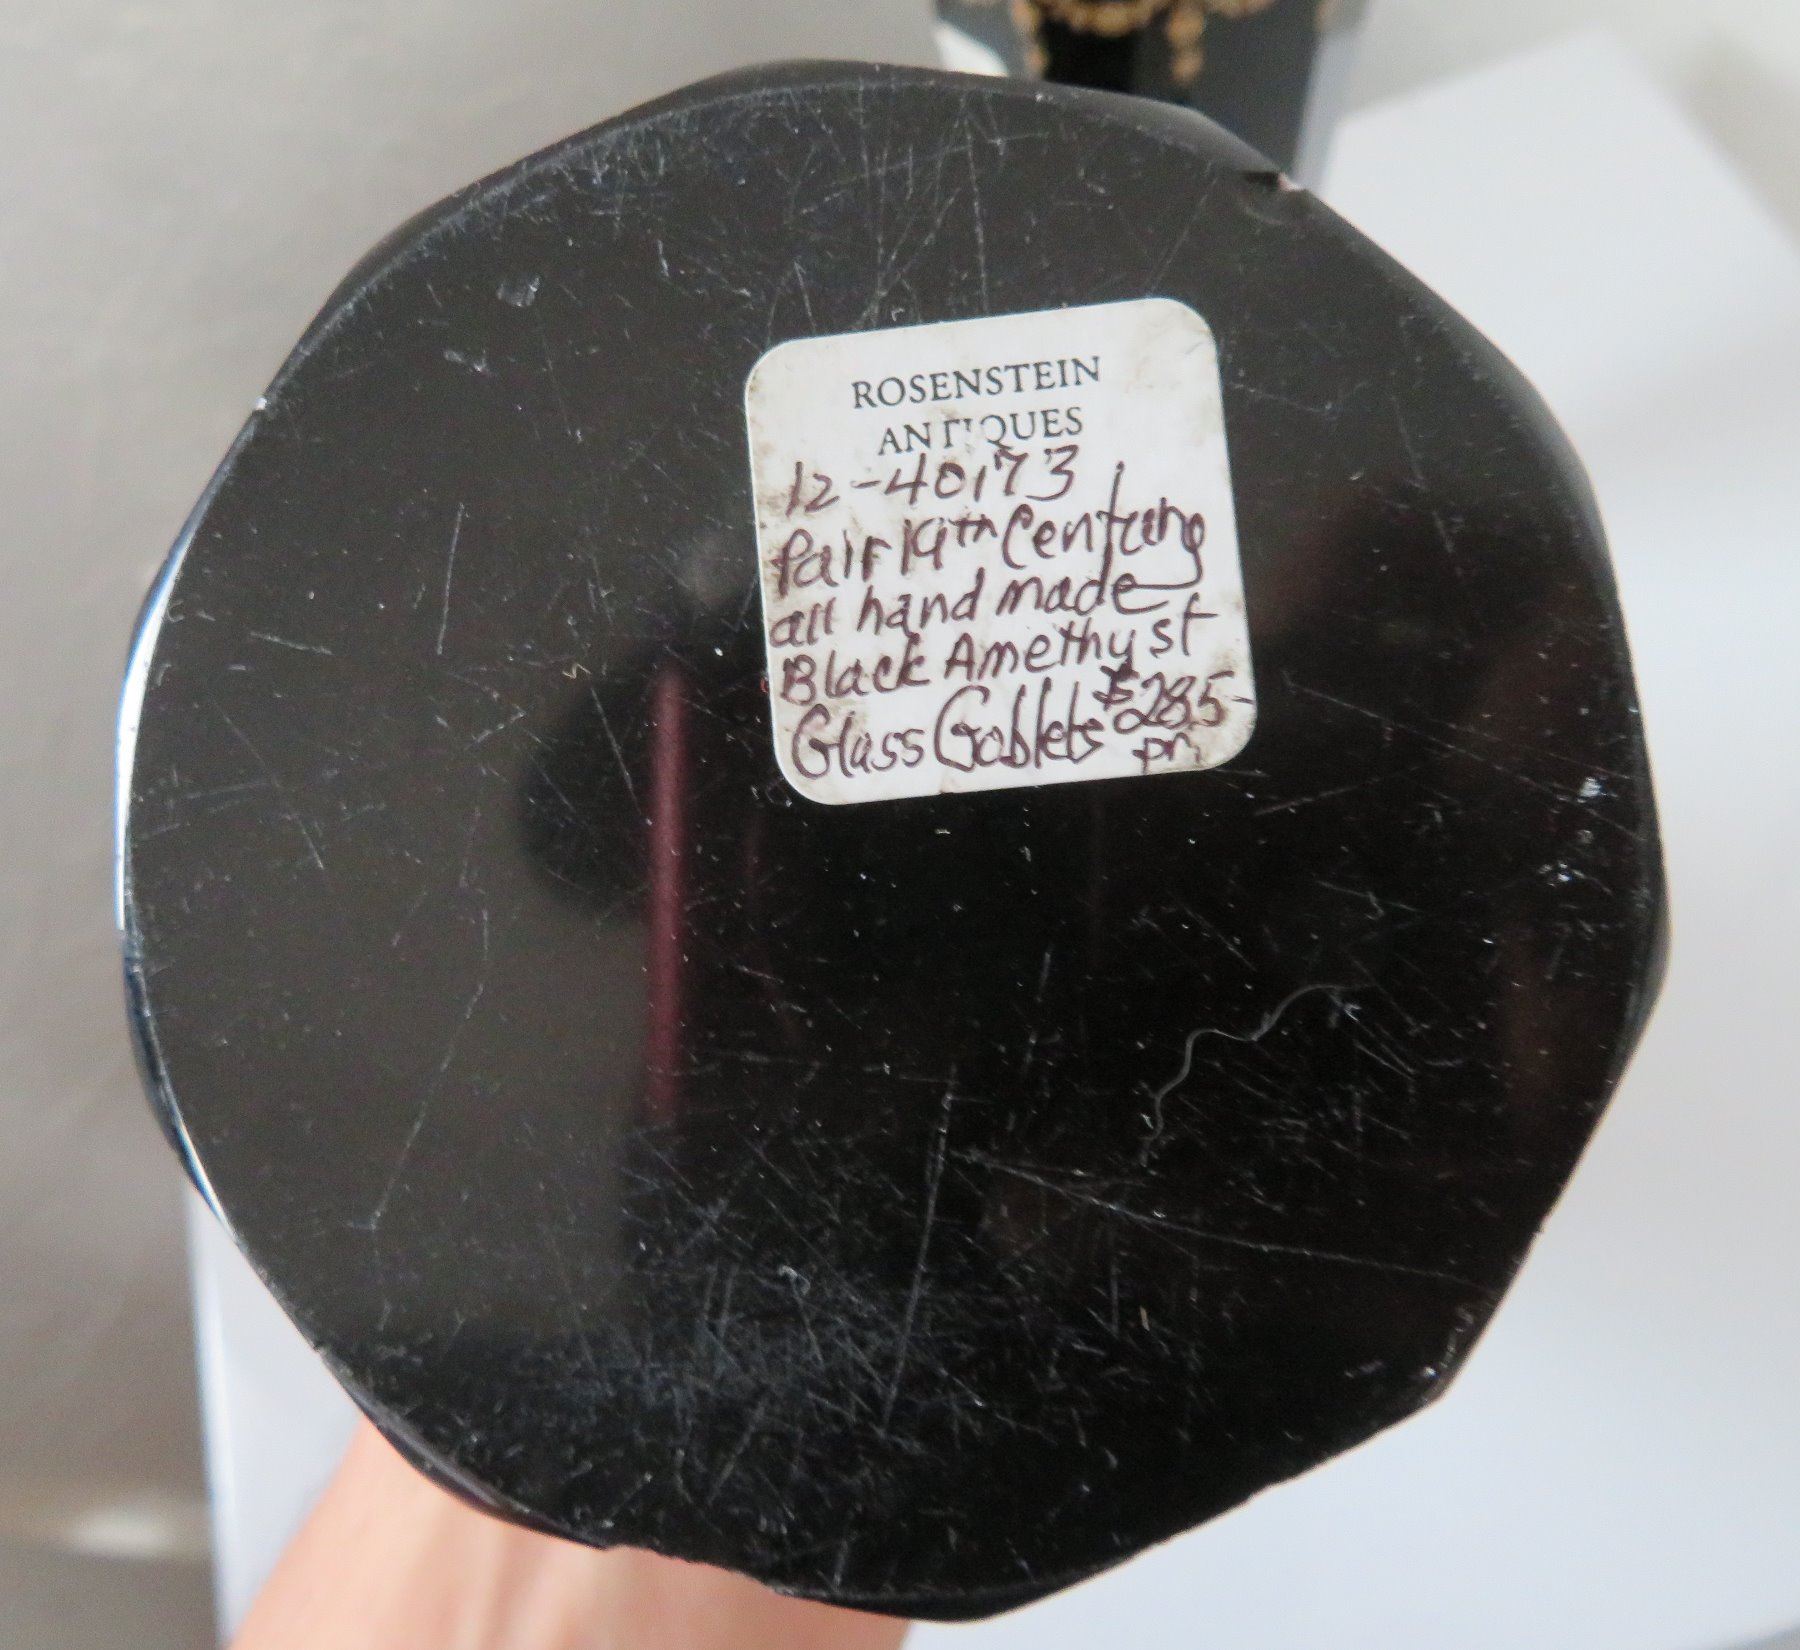 ROSENSTEIN
ANTIQUES
12-40173
Pair 19th Century
all hand made
Black Amethyst
Glass Goblets $285-
pr